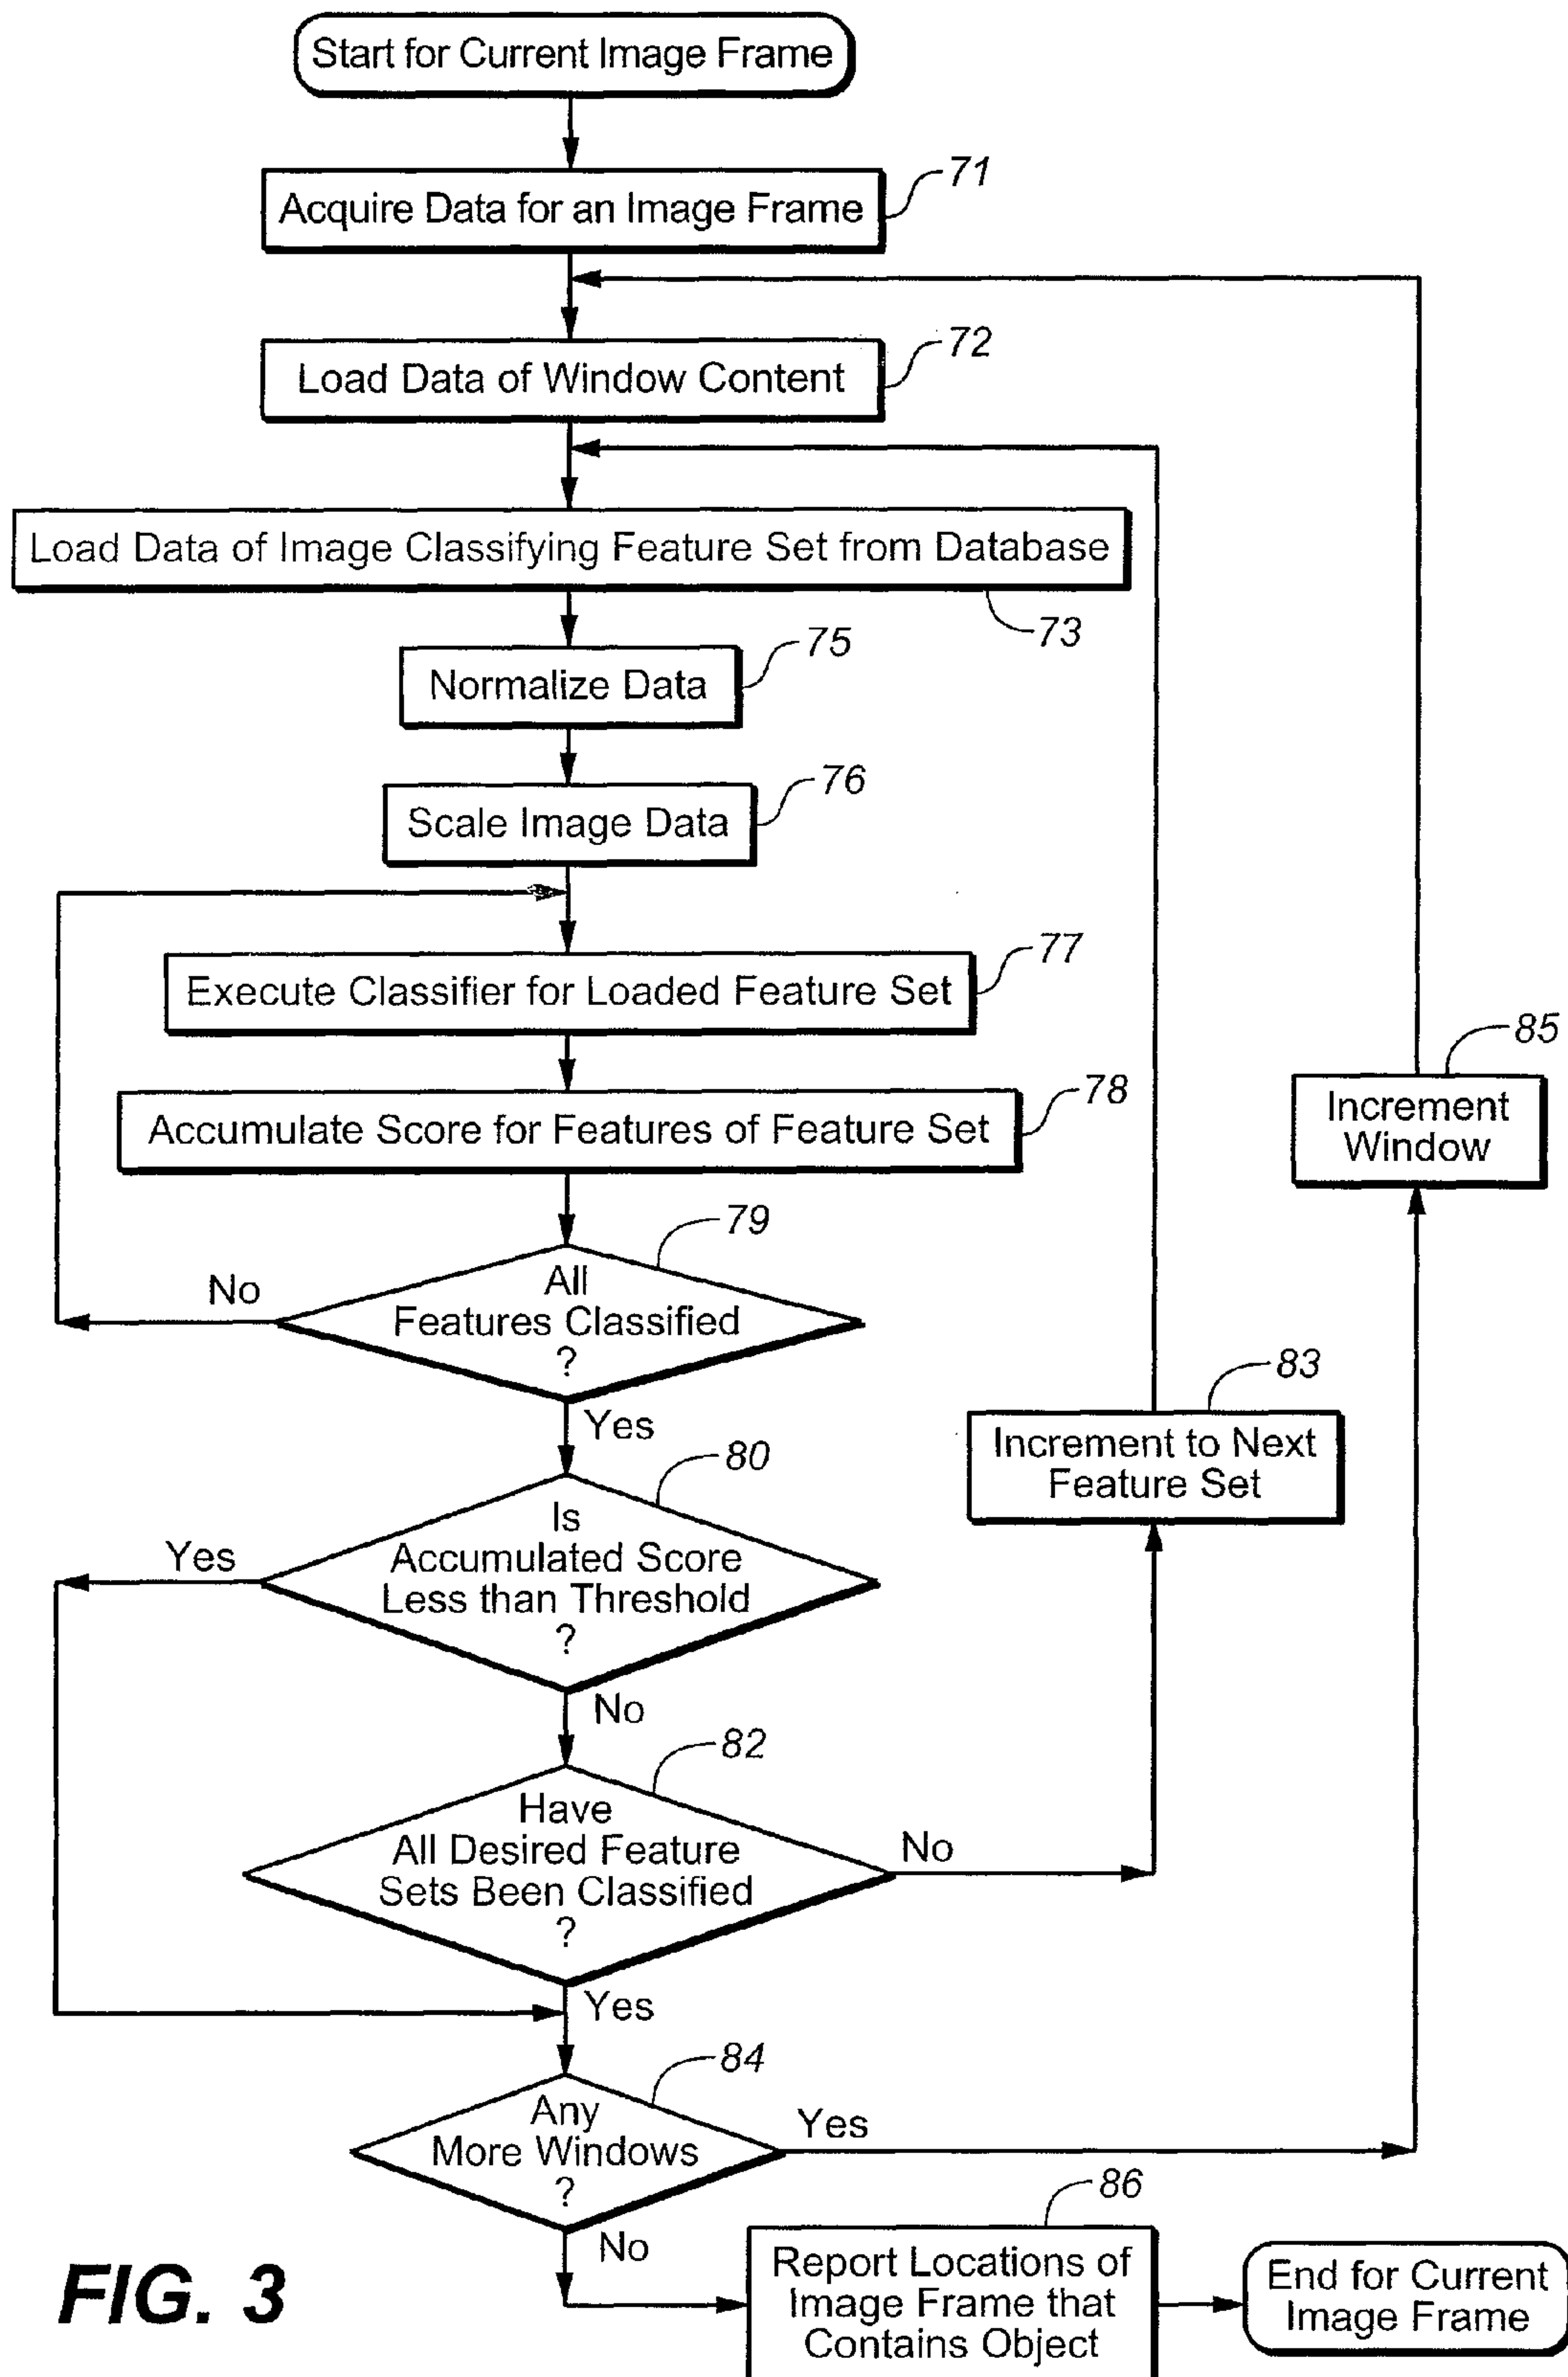 Start for Current Image Frame
71
Acquire Data for an Image Frame
72
Load Data of Window Content
Load Data of Image Classifying Feature Set from Database
73
75
Normalize Data
76
Scale Image Data
77
Execute Classifier for Loaded Feature Set
85
78
Increment
Window
Accumulate Score for Features of Feature Set
79
No
All
Features Classified
?
Yes
83
Increment to Next
Feature Set
80
Yes
Is
Accumulated Score
Less than Threshold
?
No
82
Have
All Desired Feature
Sets Been Classified
?
No
Yes
84
Any
More Windows
?
Yes
86
No
Report Locations of
Image Frame that
Contains Object
End for Current
Image Frame
FIG. 3